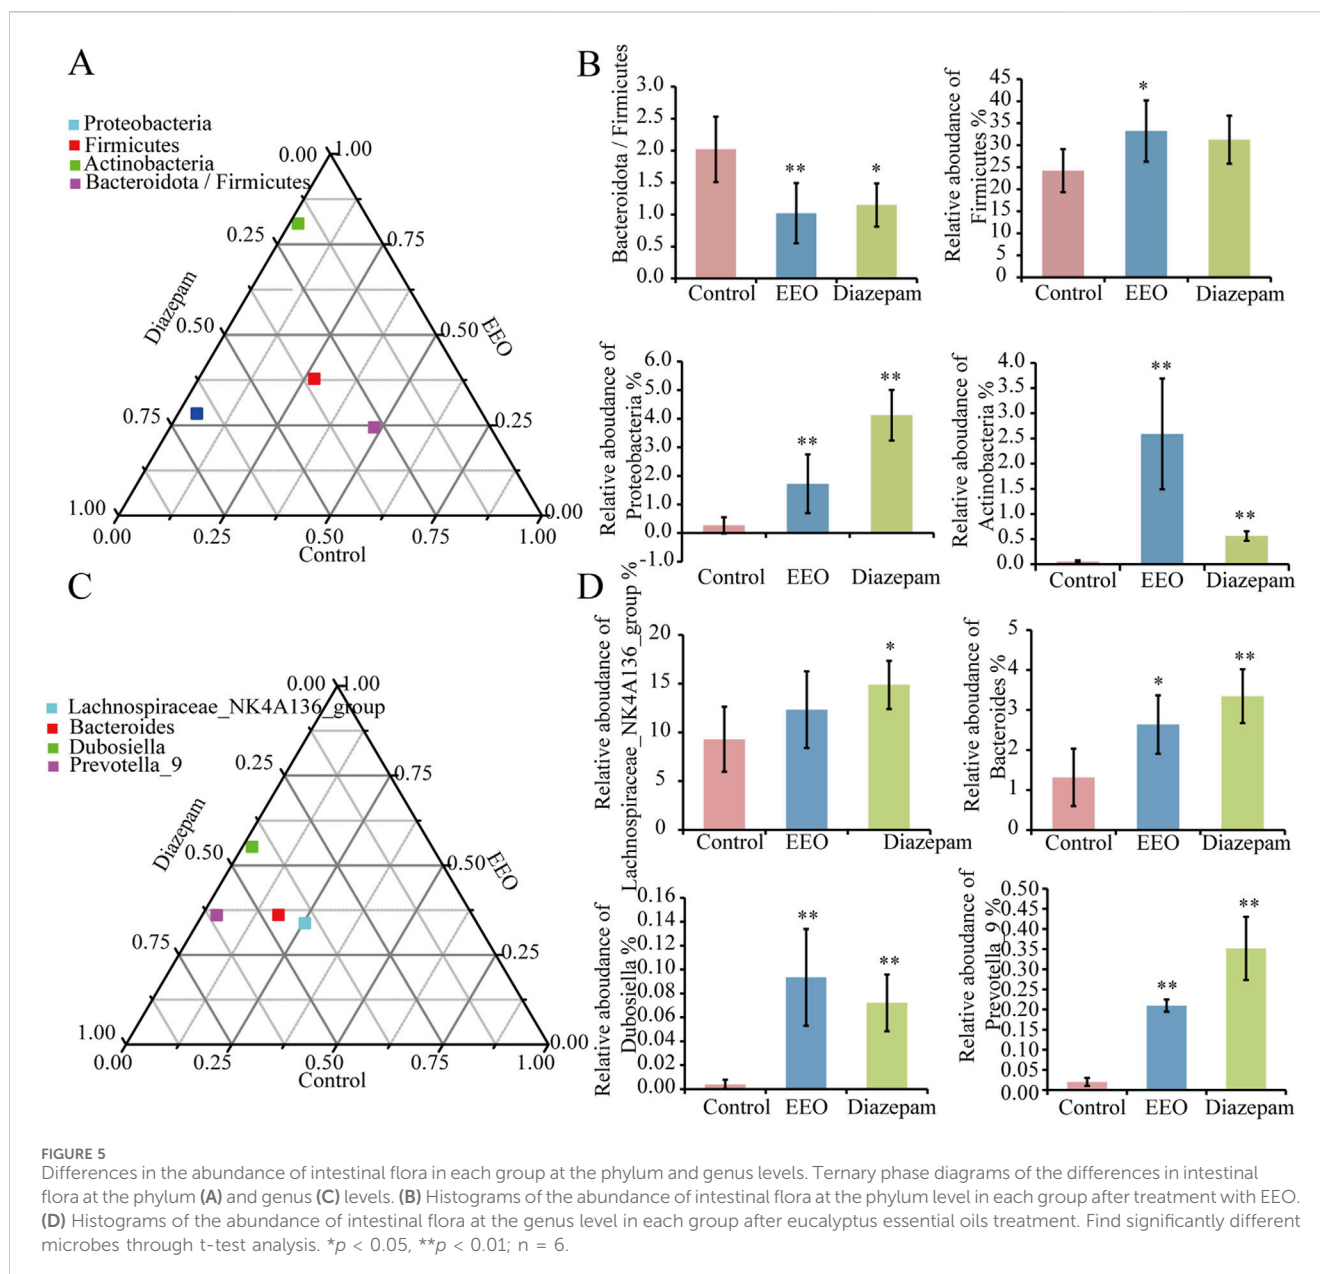 A
Proteobacteria
Firmicutes
Actinobacteria
Bacteroidota / Firmicutes
0.00
1.00
0.25
0.75
Diazepam
EEO
0.50
0.50
0.75
0.25
1.00
0.00
0.00
0.25
0.50
0.75
1.00
Control
B
Bacteroidota / Firmicutes
3.0
2.5
2.0
1.5
1.0
0.5
0.0
**
*
Control
EEO
Diazepam
Relative aboudance of
Firmicutes %
45
40
35
30
25
20
15
10
5
0
*
Control
EEO
Diazepam
Relative aboudance of
Proteobacteria %
6.0
5.0
4.0
3.0
2.0
1.0
0.0
-1.0
**
**
Control
EEO
Diazepam
Relative aboudance of
Actinobacteria %
4.0
3.5
3.0
2.5
2.0
1.5
1.0
0.5
0.0
**
**
Control
EEO
Diazepam
C
Lachnospiraceae_NK4A136_group
Bacteroides
Dubosiella
Prevotella_9
0.00
1.00
0.25
0.75
Diazepam
EEO
0.50
0.50
0.75
0.25
1.00
0.00
0.00
0.25
0.50
0.75
1.00
Control
D
Relative aboudance of
Lachnospiraceae_NK4A136_group %
20
15
10
5
0
*
Control
EEO
Diazepam
Relative aboudance of
Bacteroides %
5
4
3
2
1
0
*
**
Control
EEO
Diazepam
Relative aboudance of
Dubosiella %
0.16
0.14
0.12
0.10
0.08
0.06
0.04
0.02
0.00
**
**
Control
EEO
Diazepam
Relative aboudance of
Prevotella_9%
0.50
0.45
0.40
0.35
0.30
0.25
0.20
0.15
0.10
0.05
0.00
**
**
Control
EEO
Diazepam
FIGURE 5
Differences in the abundance of intestinal flora in each group at the phylum and genus levels. Ternary phase diagrams of the differences in intestinal
flora at the phylum (A) and genus (C) levels. (B) Histograms of the abundance of intestinal flora at the phylum level in each group after treatment with EEO.
(D) Histograms of the abundance of intestinal flora at the genus level in each group after eucalyptus essential oils treatment. Find significantly different
microbes through t-test analysis. *p < 0.05, **p < 0.01; n = 6.